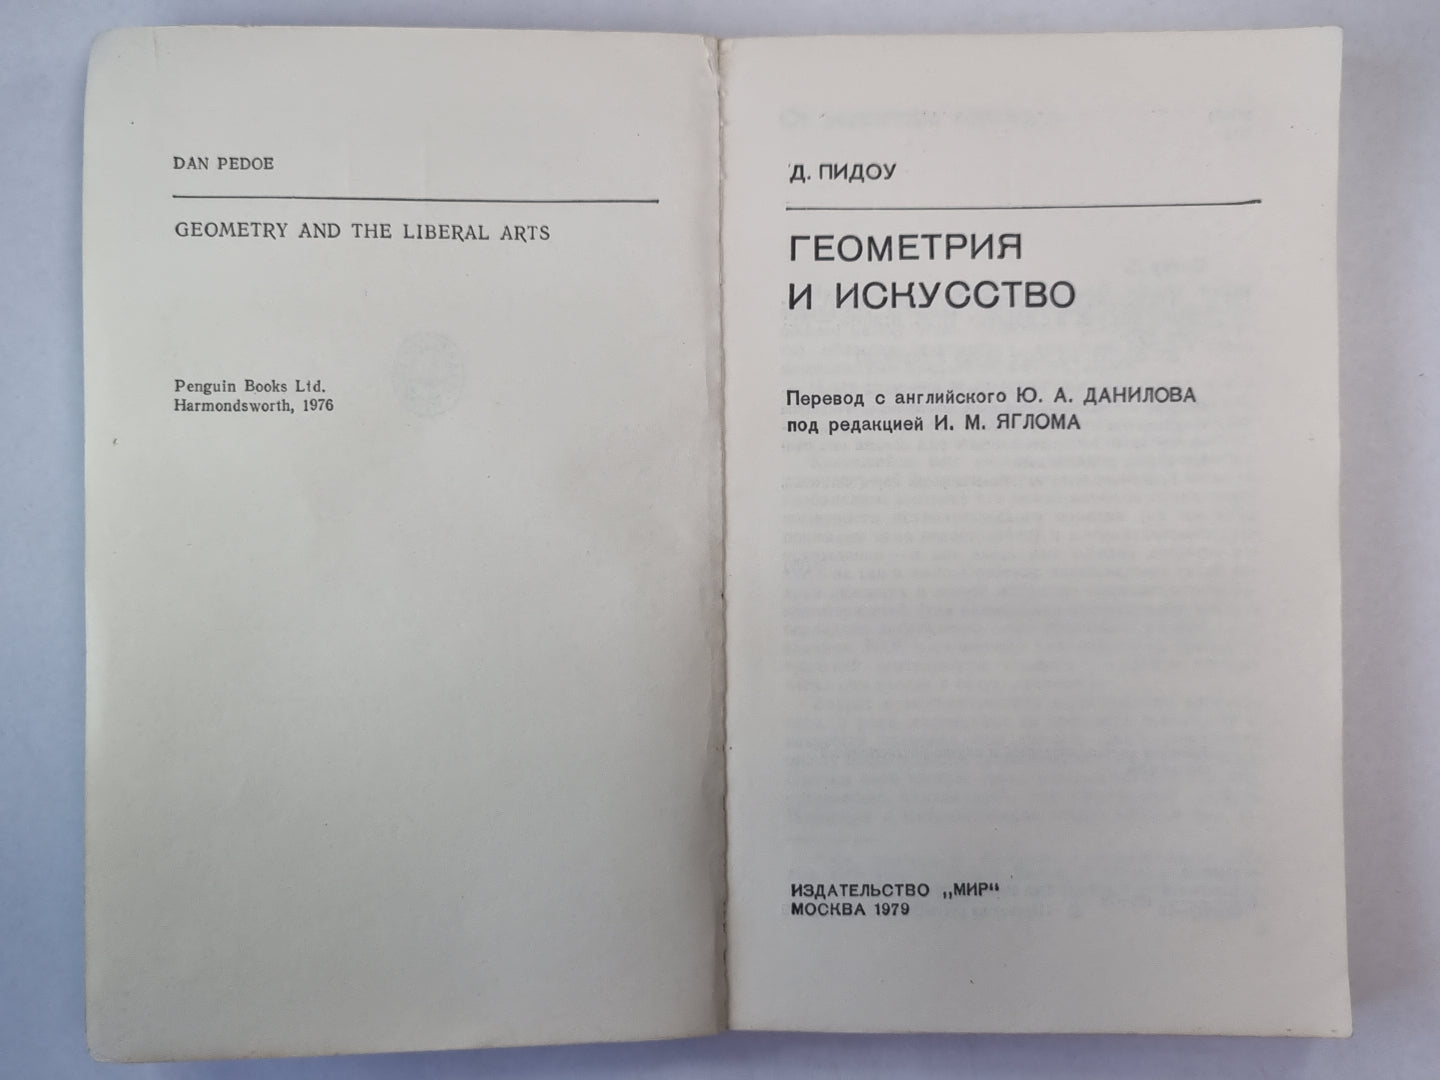 DAN PEDOE
GEOMETRY AND THE LIBERAL ARTS
Penguin Books Ltd.
Harmondsworth, 1976
Д. ПИДОУ
ГЕОМЕТРИЯ
И ИСКУССТВО
Перевод с английского Ю. А. ДАНИЛОВА
под редакцией И. М. ЯГЛОМА
ИЗДАТЕЛЬСТВО „МИР“
МОСКВА 1979